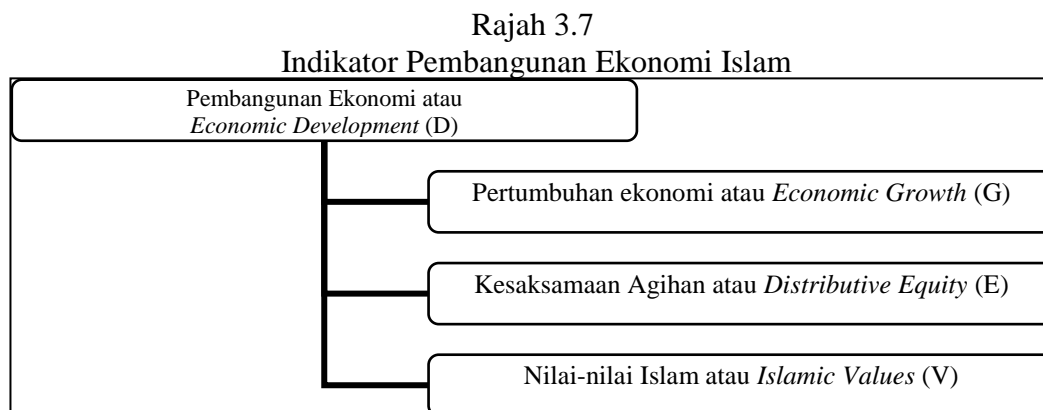 Rajah 3.7
Indikator Pembangunan Ekonomi Islam
Pembangunan Ekonomi atau
Economic Development (D)
Pertumbuhan ekonomi atau Economic Growth (G)
Kesaksamaan Agihan atau Distributive Equity (E)
Nilai-nilai Islam atau Islamic Values (V)